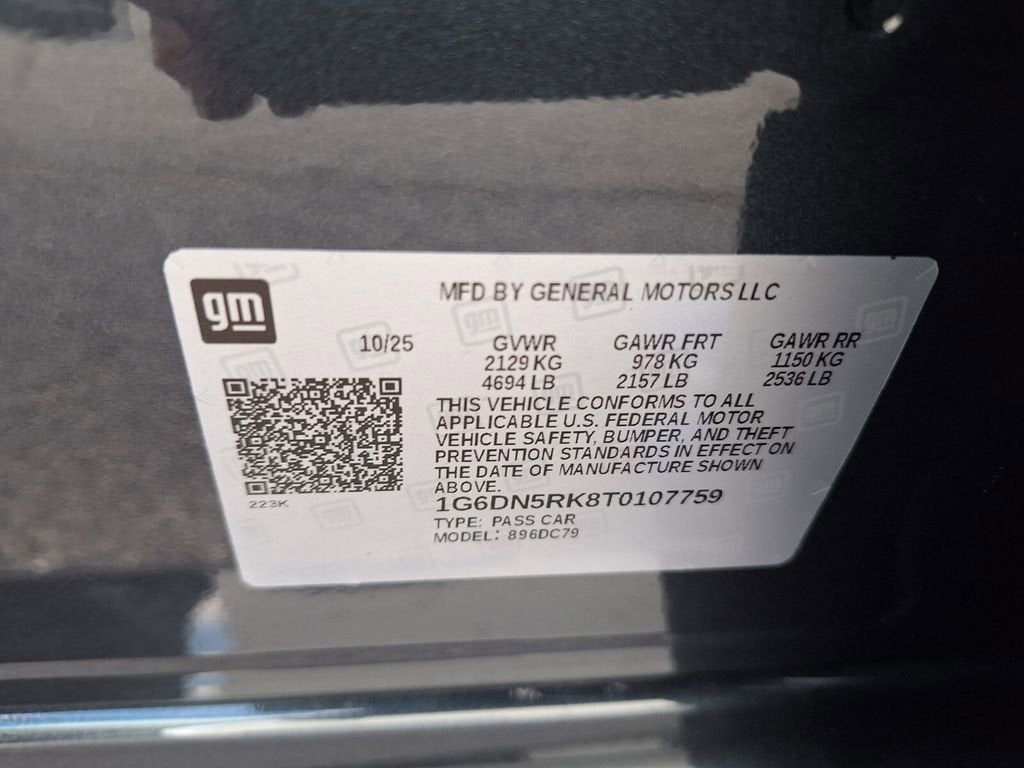 gm
MFD BY GENERAL MOTORS LLC
10/25 GVWR GAWR FRT GAWR RR
2129 KG 978 KG 1150 KG
4694 LB 2157 LB 2536 LB
THIS VEHICLE CONFORMS TO ALL
APPLICABLE U.S. FEDERAL MOTOR
VEHICLE SAFETY, BUMPER, AND THEFT
PREVENTION STANDARDS IN EFFECT ON
THE DATE OF MANUFACTURE SHOWN
ABOVE.
1G6DN5RK8T0107759
223K
TYPE: PASS CAR
MODEL: 896DC79